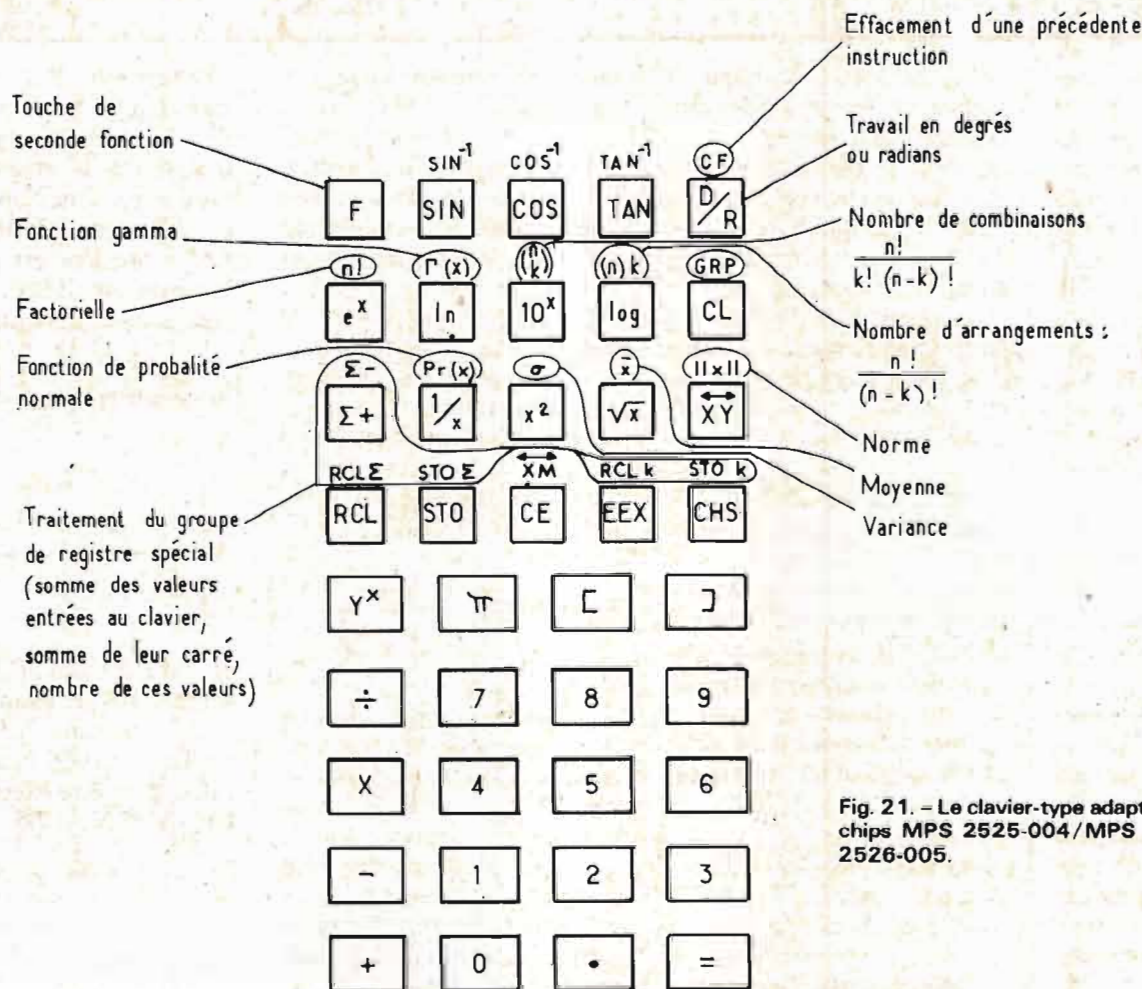 Effacement d'une précédente
instruction
Touche de
seconde fonction
Travail en degrés
ou radians
SIN⁻¹ COS⁻¹ TAN⁻¹ CF
F SIN COS TAN D/R
Fonction gamma
Nombre de combinaisons
n!
k! (n-k) !
n! Γ(x) (n k) (n)k GRP
Factorielle
eˣ ln 10ˣ log CL
Nombre d'arrangements :
n !
(n - k) !
Fonction de probalité
normale
Σ- Pr(x) σ x̄ ||x||
Σ+ 1/x x² √x XY
Norme
Moyenne
Variance
RCL Σ STO Σ XM RCL k STO k
RCL STO CE EEX CHS
Traitement du groupe
de registre spécial
(somme des valeurs
entrées au clavier,
somme de leur carré,
nombre de ces valeurs)
Yˣ π [ ]
÷ 7 8 9
X 4 5 6
- 1 2 3
+ 0 • =
Fig. 21. – Le clavier-type adapt
chips MPS 2525-004/MPS
2526-005.